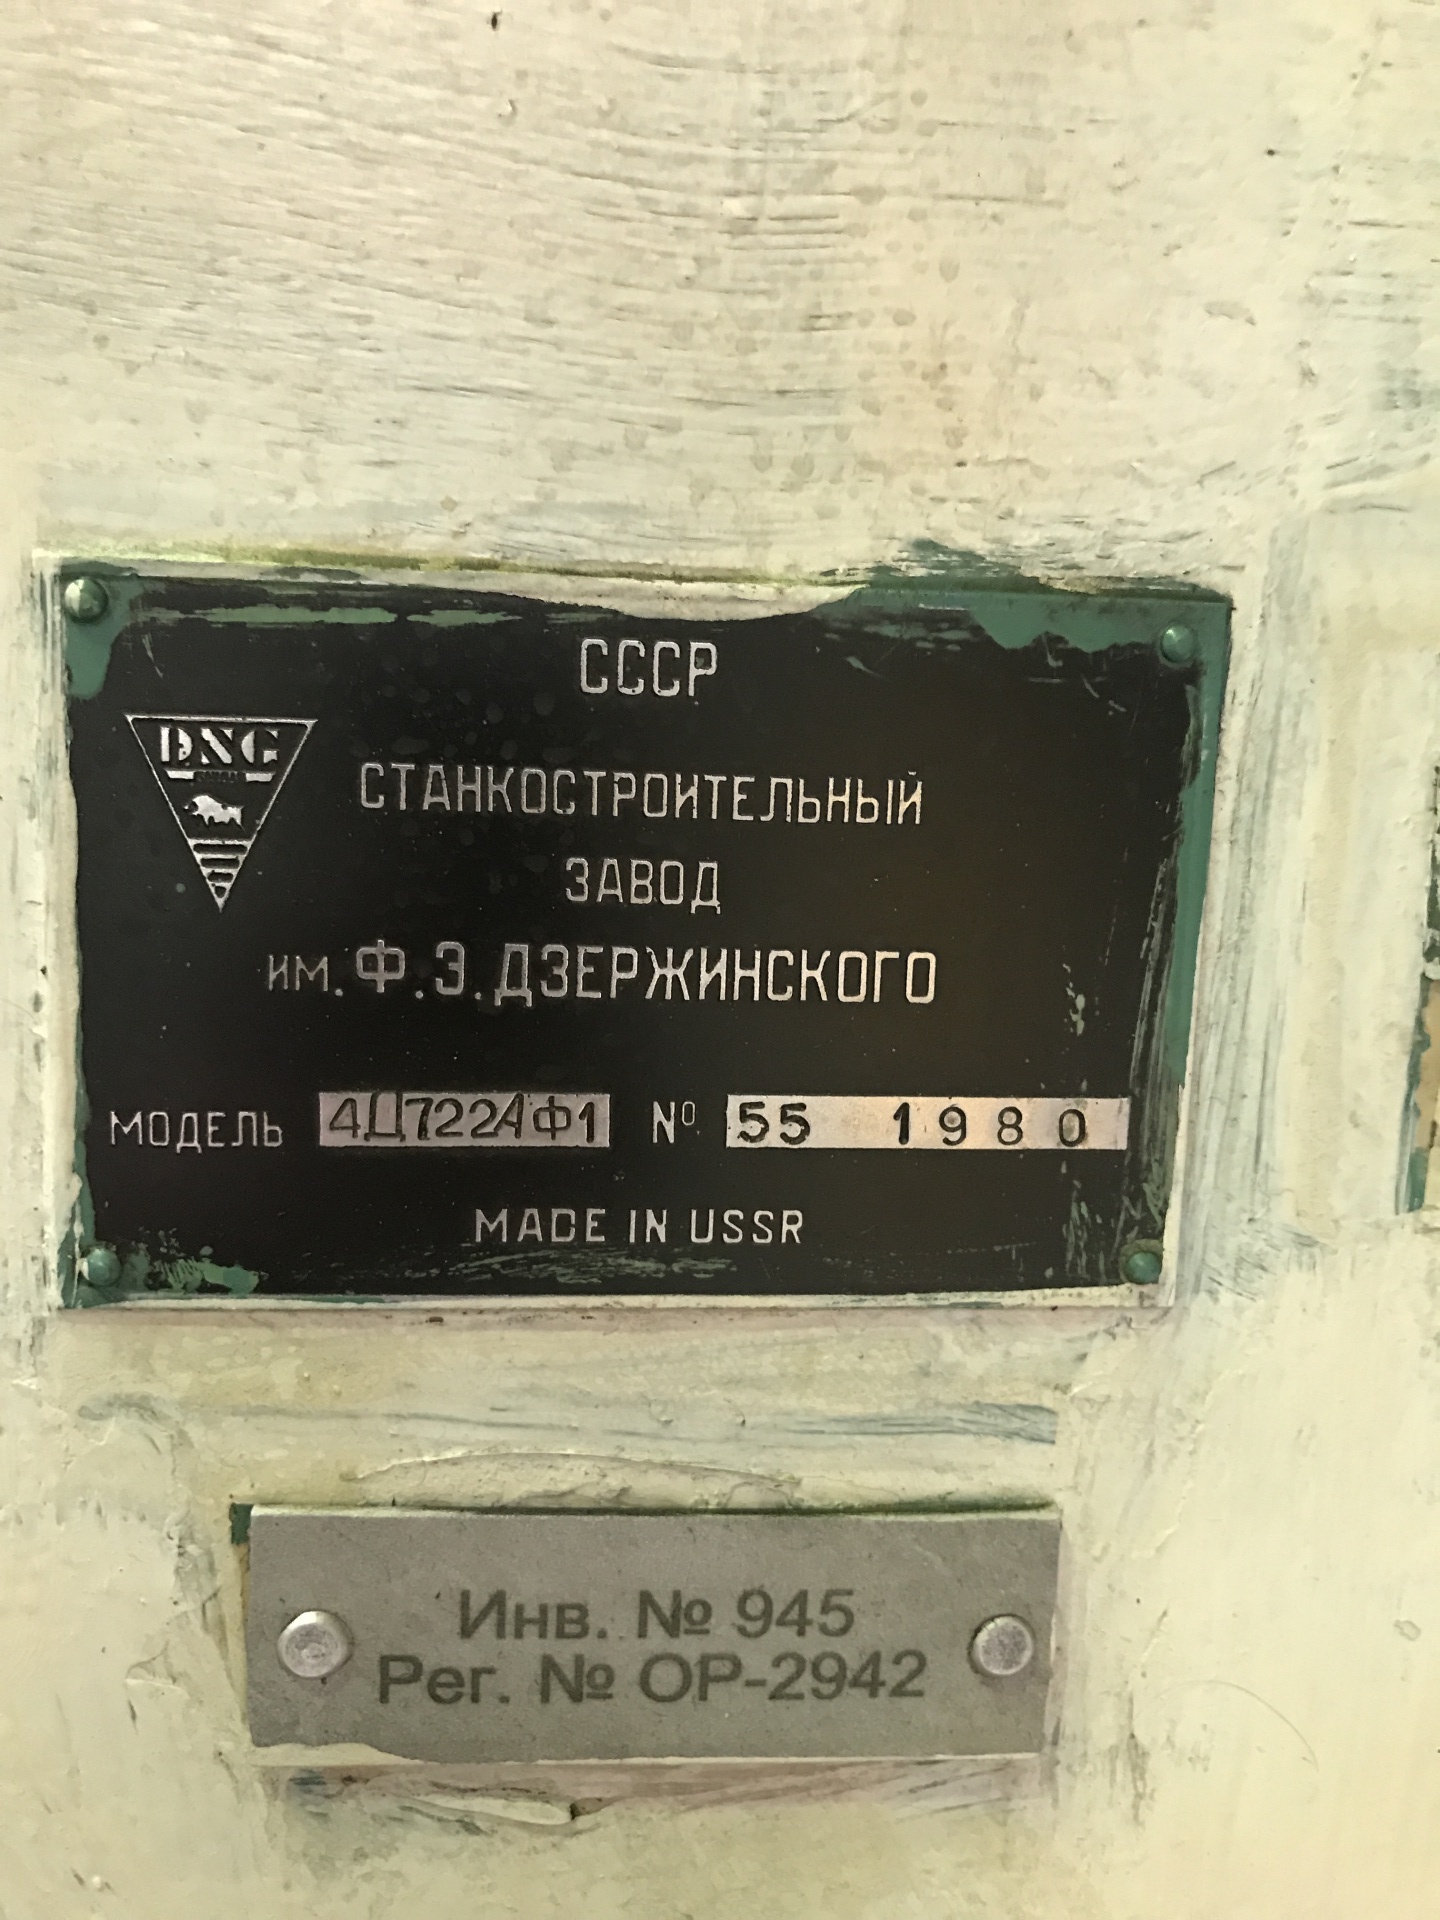 СССР
DNG
СТАНКОСТРОИТЕЛЬНЫЙ
ЗАВОД
им. Ф.Э.ДЗЕРЖИНСКОГО
МОДЕЛЬ 4Д722АФ1 № 55 1980
MADE IN USSR
Инв. № 945
Рег. № ОР-2942